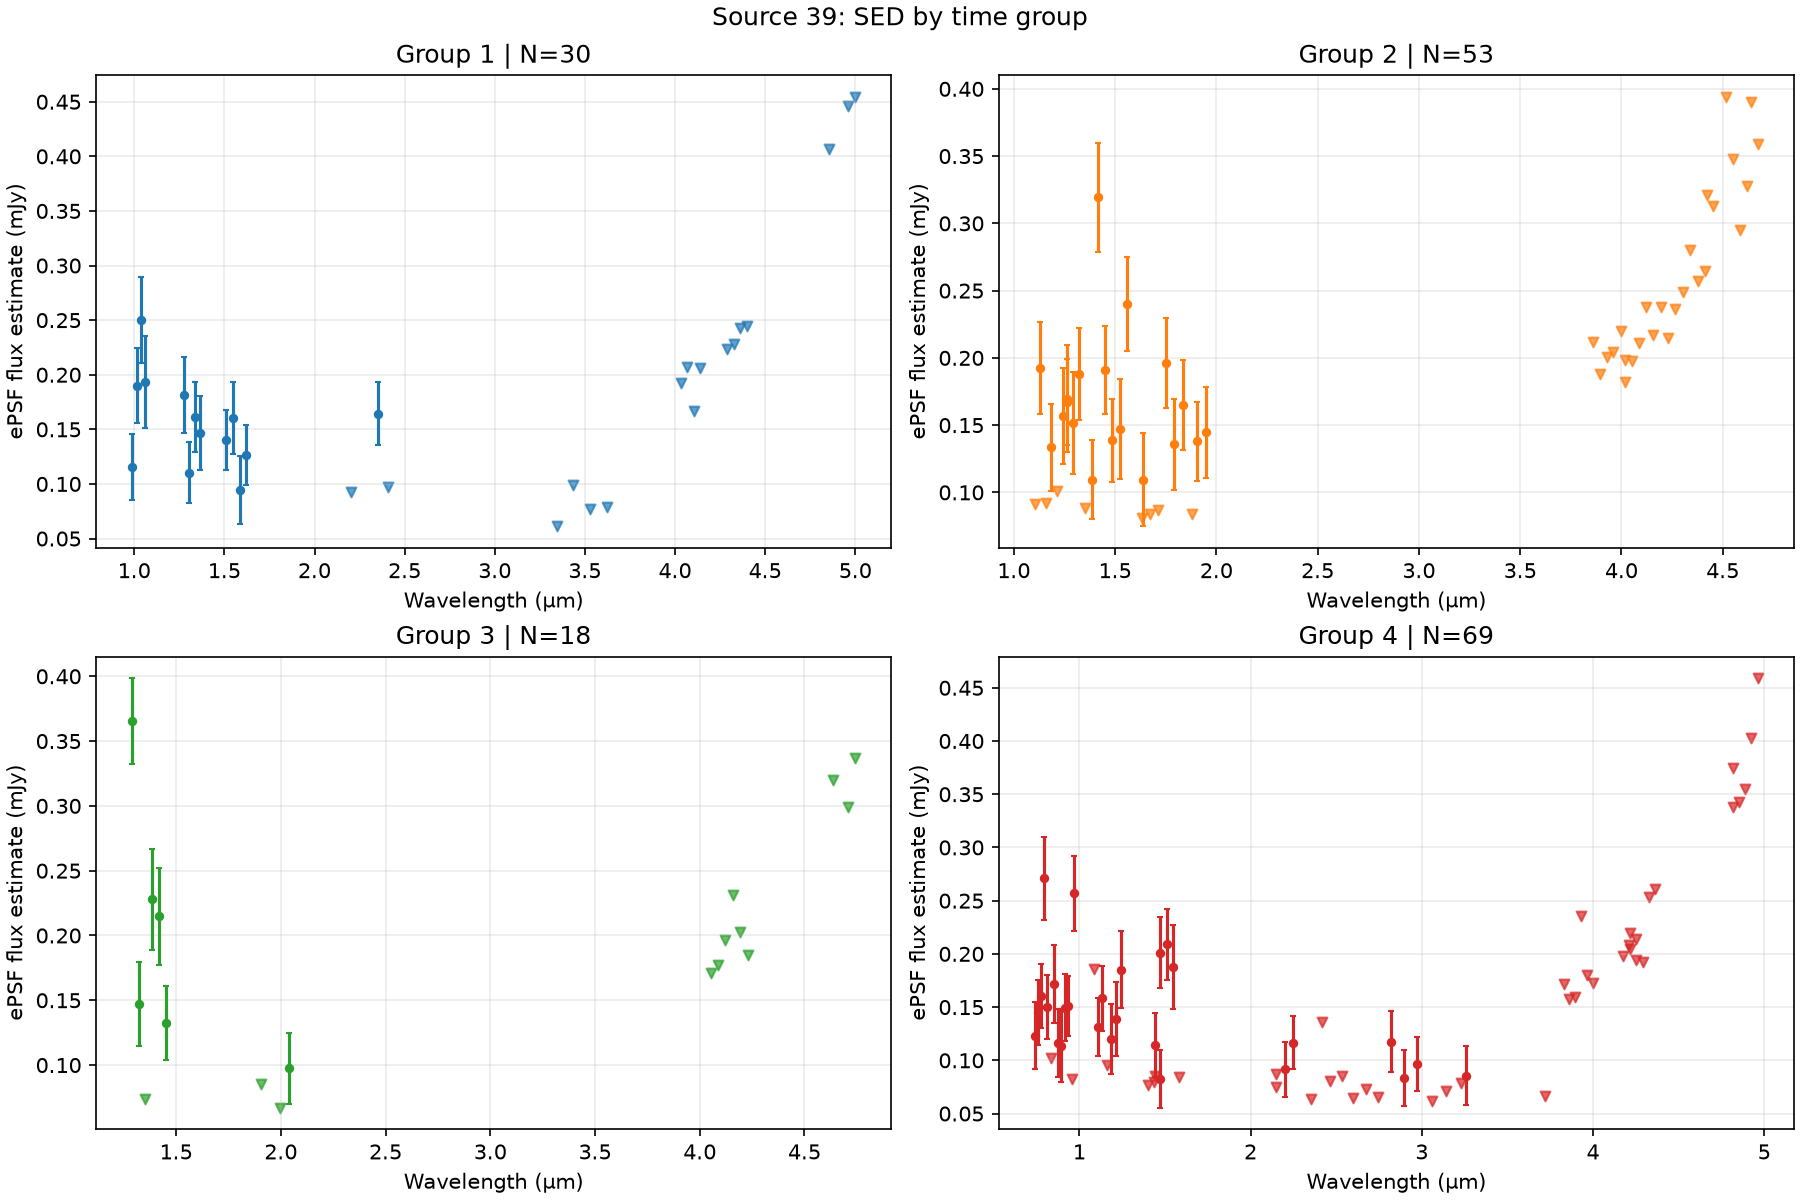 Source 39: SED by time group
Group 1 | N=30
ePSF flux estimate (mJy)
0.45
0.40
0.35
0.30
0.25
0.20
0.15
0.10
0.05
1.0 1.5 2.0 2.5 3.0 3.5 4.0 4.5 5.0
Wavelength (µm)
Group 2 | N=53
ePSF flux estimate (mJy)
0.40
0.35
0.30
0.25
0.20
0.15
0.10
1.0 1.5 2.0 2.5 3.0 3.5 4.0 4.5
Wavelength (µm)
Group 3 | N=18
ePSF flux estimate (mJy)
0.40
0.35
0.30
0.25
0.20
0.15
0.10
1.5 2.0 2.5 3.0 3.5 4.0 4.5
Wavelength (µm)
Group 4 | N=69
ePSF flux estimate (mJy)
0.45
0.40
0.35
0.30
0.25
0.20
0.15
0.10
0.05
1 2 3 4 5
Wavelength (µm)